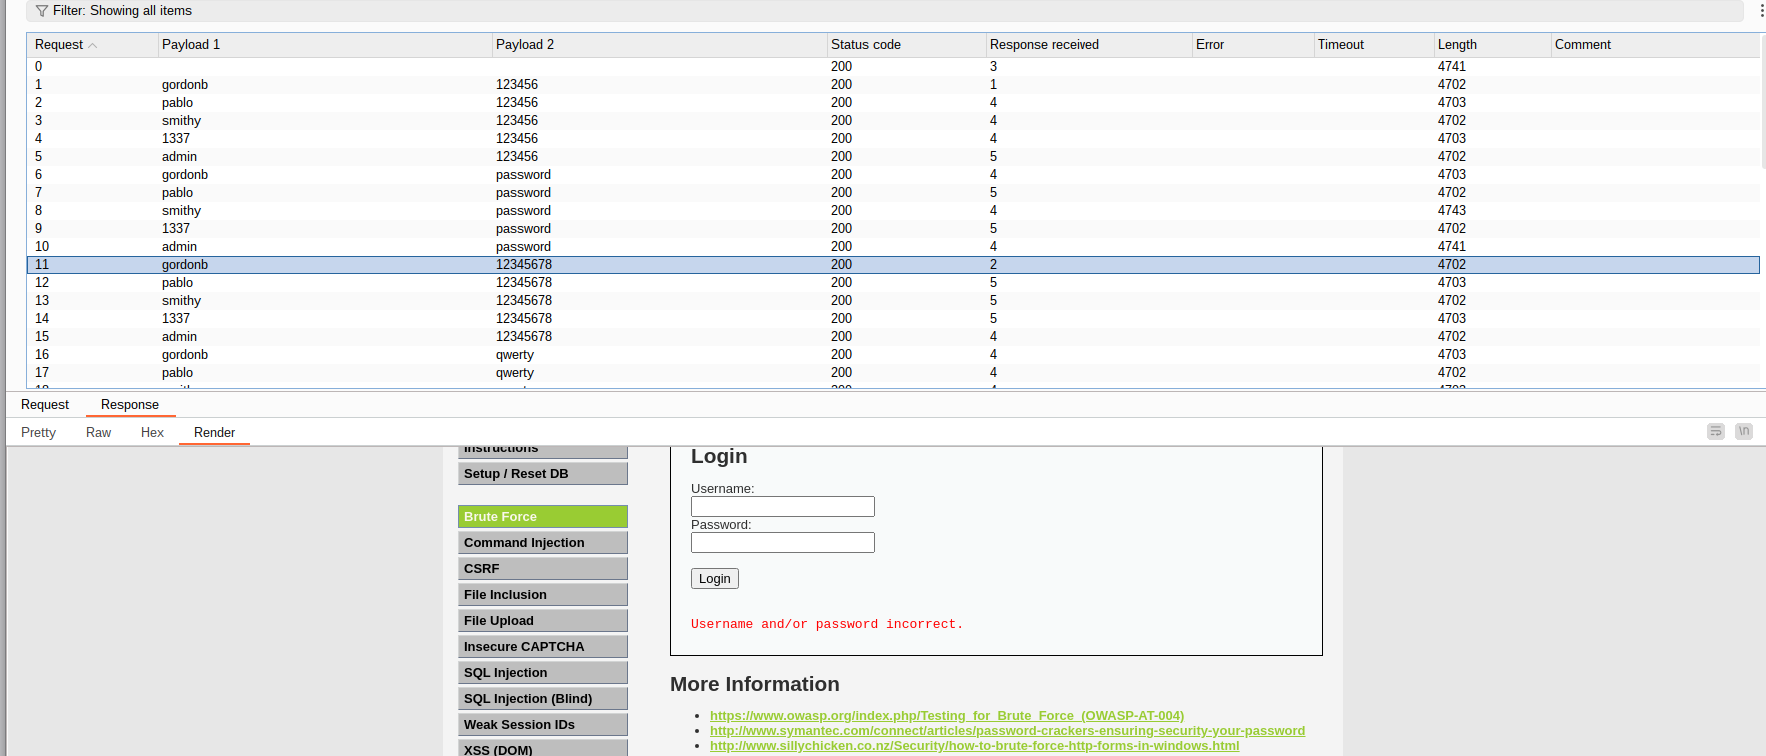 Filter: Showing all items
Request Payload 1 Payload 2 Status code Response received Error Timeout Length Comment
0 200 3 4741
1 gordonb 123456 200 1 4702
2 pablo 123456 200 4 4703
3 smithy 123456 200 4 4702
4 1337 123456 200 4 4703
5 admin 123456 200 5 4702
6 gordonb password 200 4 4703
7 pablo password 200 5 4702
8 smithy password 200 4 4743
9 1337 password 200 5 4702
10 admin password 200 4 4741
11 gordonb 12345678 200 2 4702
12 pablo 12345678 200 5 4703
13 smithy 12345678 200 5 4702
14 1337 12345678 200 5 4703
15 admin 12345678 200 4 4702
16 gordonb qwerty 200 4 4703
17 pablo qwerty 200 4 4702
Request Response
Pretty Raw Hex Render \n
Instructions
Setup / Reset DB
Brute Force
Command Injection
CSRF
File Inclusion
File Upload
Insecure CAPTCHA
SQL Injection
SQL Injection (Blind)
Weak Session IDs
XSS (DOM)
Login
Username:
Password:
Login
Username and/or password incorrect.
More Information
https://www.owasp.org/index.php/Testing_for_Brute_Force_(OWASP-AT-004)
http://www.symantec.com/connect/articles/password-crackers-ensuring-security-your-password
http://www.sillychicken.co.nz/Security/how-to-brute-force-http-forms-in-windows.html